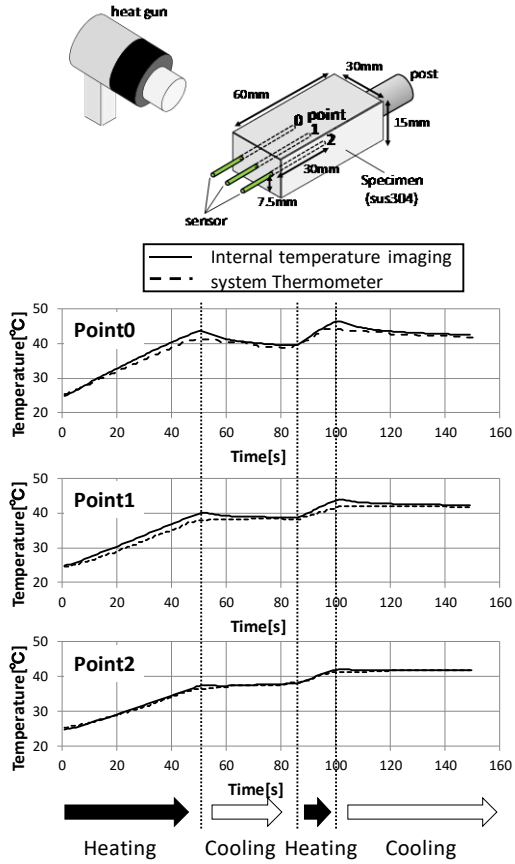 heat gun
30mm
post
60mm
0 point
1
2
15mm
30mm
7.5mm
Specimen
(sus304)
sensor
Internal temperature imaging
system Thermometer
Temperature[℃]
50
40
30
20
Point0
0 20 40 60 80 100 120 140 160
Time[s]
Temperature[℃]
50
40
30
20
Point1
0 20 40 60 80 100 120 140 160
Time[s]
Temperature[℃]
50
40
30
20
Point2
0 20 40 60 80 100 120 140 160
Time[s]
Heating Cooling Heating Cooling